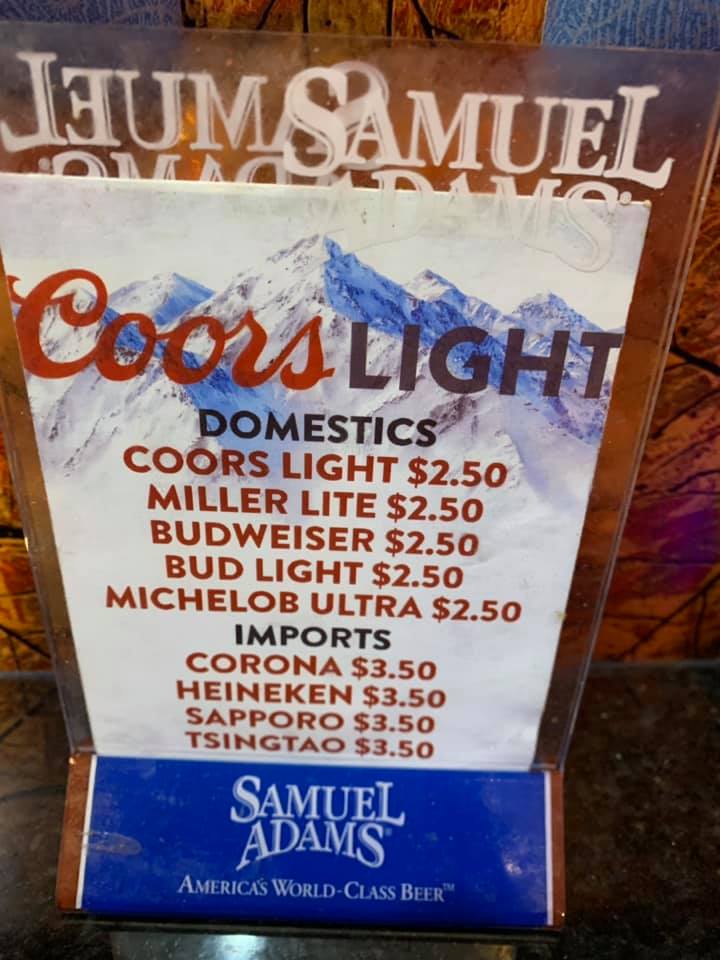 SAMUEL
ADAMS
Coors LIGHT
DOMESTICS
COORS LIGHT $2.50
MILLER LITE $2.50
BUDWEISER $2.50
BUD LIGHT $2.50
MICHELOB ULTRA $2.50
IMPORTS
CORONA $3.50
HEINEKEN $3.50
SAPPORO $3.50
TSINGTAO $3.50
SAMUEL
ADAMS
AMERICA'S WORLD-CLASS BEER™